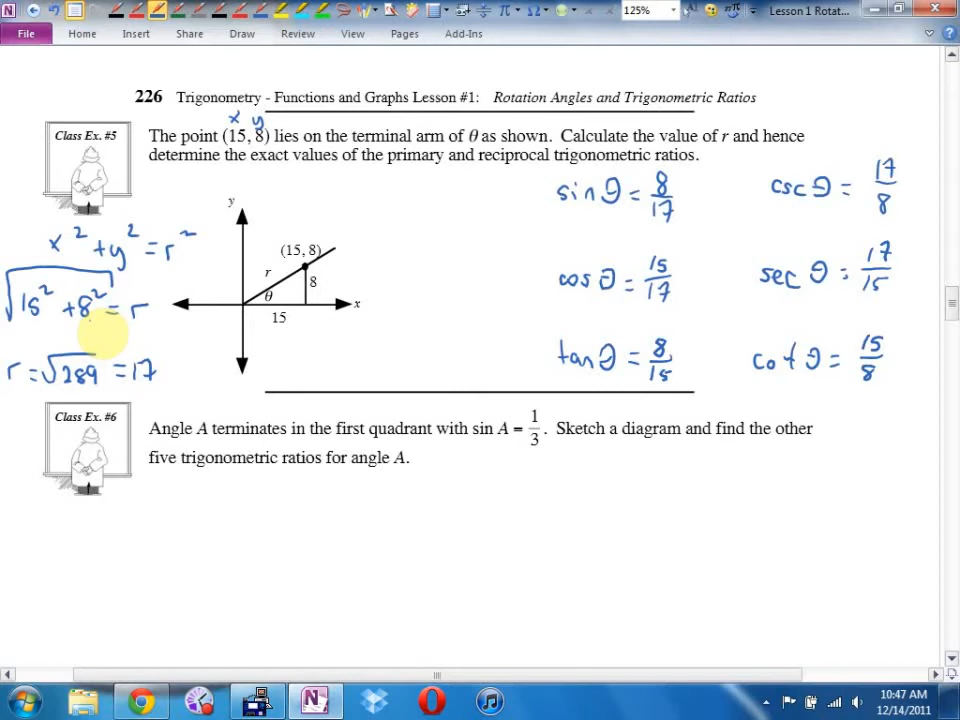 125%
Lesson 1 Rotat...
File Home Insert Share Draw Review View Pages Add-Ins
226 Trigonometry - Functions and Graphs Lesson #1: Rotation Angles and Trigonometric Ratios
x y
Class Ex. #5
The point (15, 8) lies on the terminal arm of θ as shown. Calculate the value of r and hence
determine the exact values of the primary and reciprocal trigonometric ratios.
sin θ = 8/17
csc θ = 17/8
y
x² + y² = r²
(15, 8)
r
8
θ
x
15
√15² + 8² = r
cos θ = 15/17
sec θ = 17/15
r = √289 = 17
tan θ = 8/15
cot θ = 15/8
Class Ex. #6
Angle A terminates in the first quadrant with sin A = 1/3. Sketch a diagram and find the other
five trigonometric ratios for angle A.
10:47 AM
12/14/2011